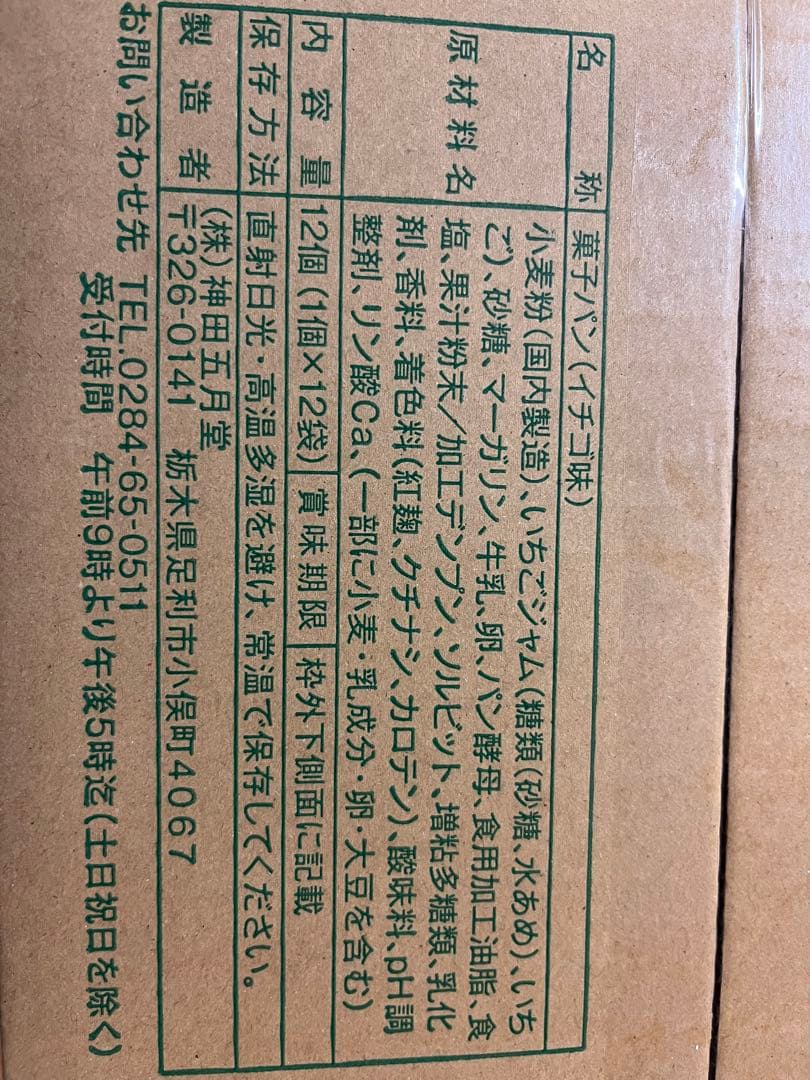 名称 菓子パン(イチゴ味)
原材料名 小麦粉(国内製造)、いちごジャム(糖類(砂糖、水あめ)、いち
ご)、砂糖、マーガリン、牛乳、卵、パン酵母、食用加工油脂、食
塩、果汁粉末/加工デンプン、ソルビット、増粘多糖類、乳化
剤、香料、着色料(紅麹、クチナシ、カロテン)、酸味料、pH調
整剤、リン酸Ca、(一部に小麦・乳成分・卵・大豆を含む)
内容量 12個(1個×12袋) 賞味期限 枠外下側面に記載
保存方法 直射日光・高温多湿を避け、常温で保存してください。
製造者 (株)神田五月堂
〒326-0141 栃木県足利市小俣町4067
お問い合わせ先 TEL.0284-65-0511
受付時間 午前9時より午後5時迄(土日祝日を除く)